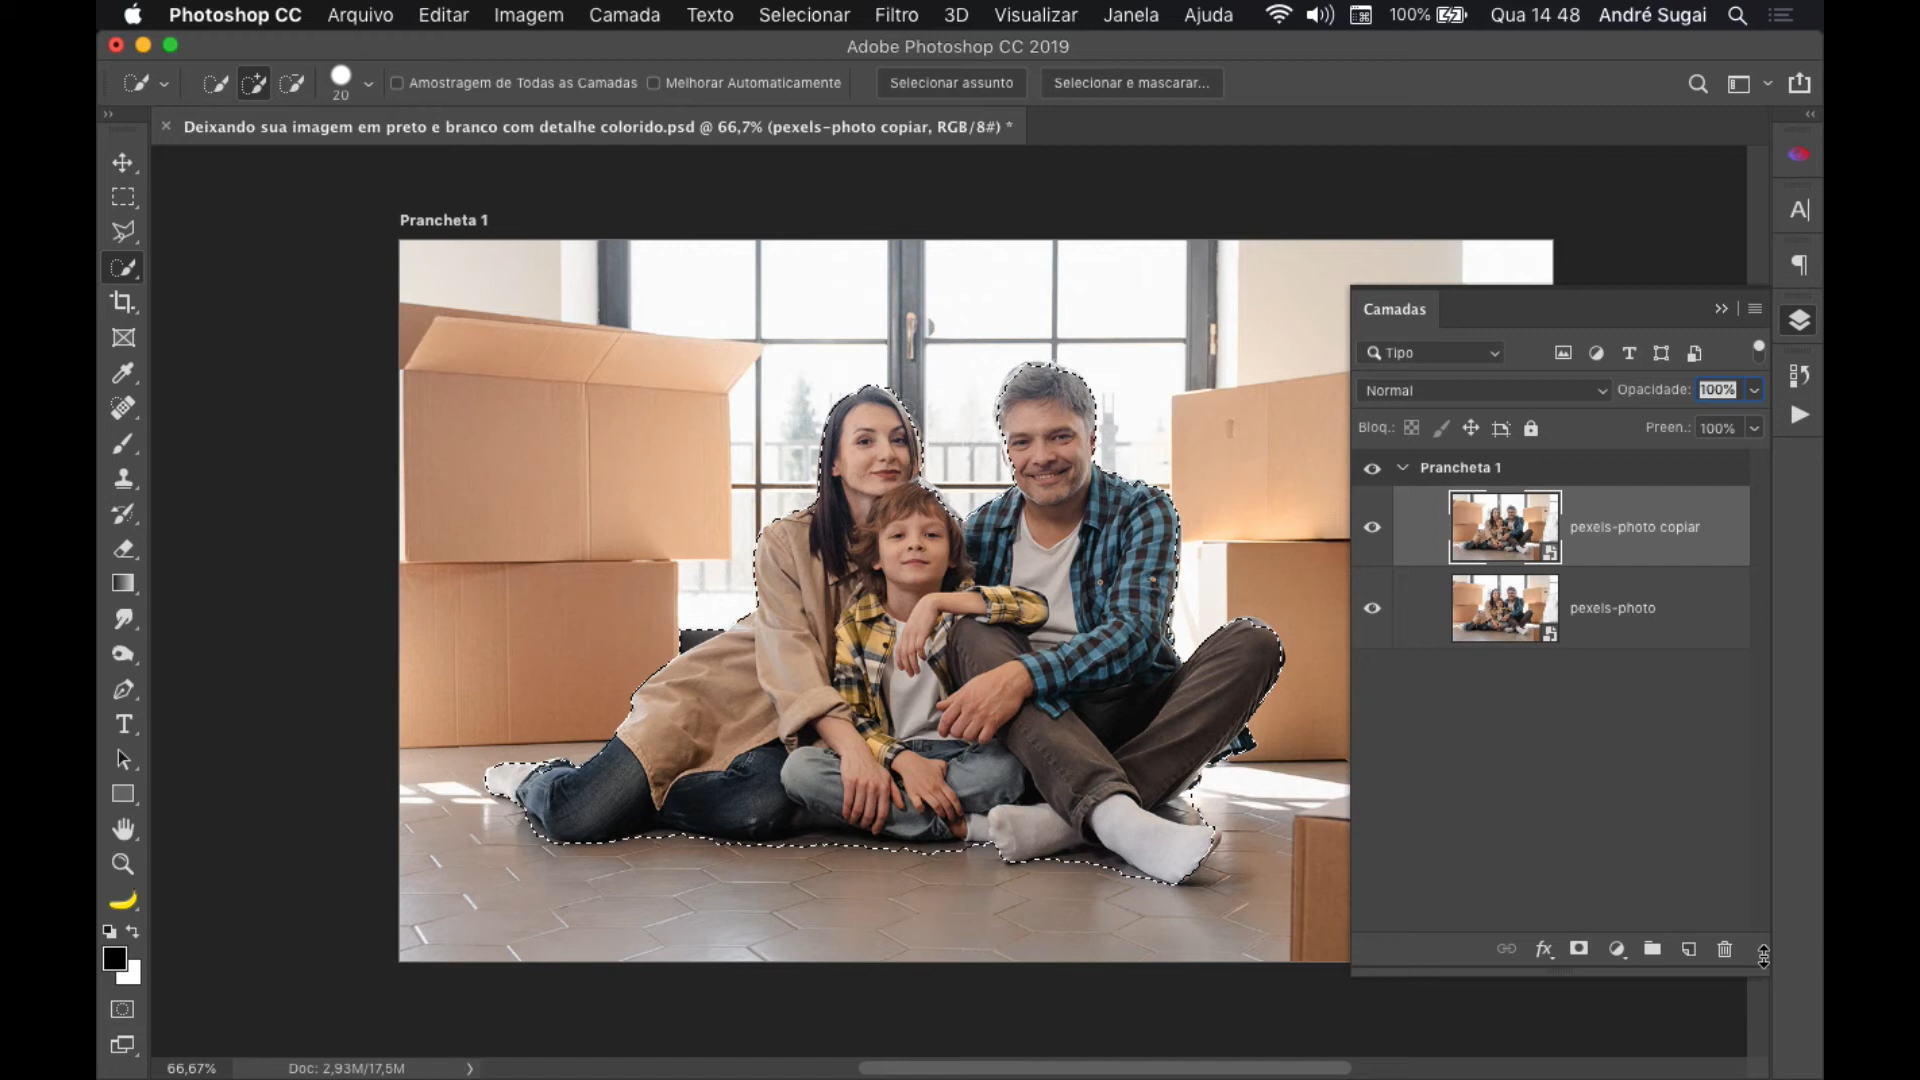 Photoshop CC Arquivo Editar Imagem Camada Texto Selecionar Filtro 3D Visualizar Janela Ajuda 100% Qua 14 48 André Sugai
Adobe Photoshop CC 2019
20 Amostragem de Todas as Camadas Melhorar Automaticamente Selecionar assunto Selecionar e mascarar...
Deixando sua imagem em preto e branco com detalhe colorido.psd @ 66,7% (pexels-photo copiar, RGB/8#) *
Prancheta 1
Camadas
Tipo
Normal Opacidade: 100%
Bloq.: Preen.: 100%
Prancheta 1
pexels-photo copiar
pexels-photo
66,67% Doc: 2,93M/17,5M